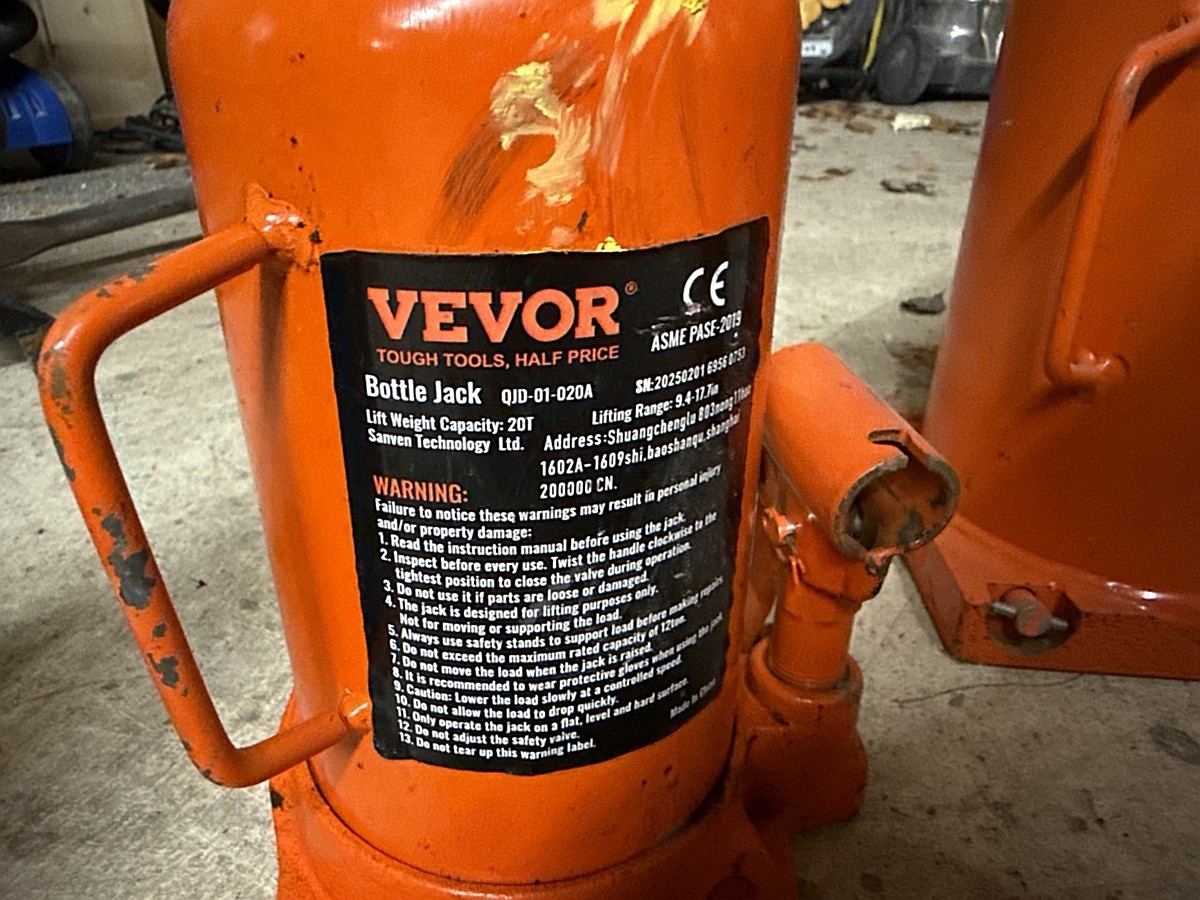 VEVOR®
TOUGH TOOLS, HALF PRICE
CE
ASME PASE-2019
Bottle Jack QJD-01-020A
SN:20250201 6956 0753
Lift Weight Capacity: 20T
Lifting Range: 9.4-17.7in
Sanven Technology Ltd.
Address:Shuangchenglu 803nong11hao
1602A-1609shi,baoshanqu,shanghai
200000 CN.
WARNING:
Failure to notice these warnings may result in personal injury
and/or property damage:
1. Read the instruction manual before using the jack.
2. Inspect before every use. Twist the handle clockwise to the
tightest position to close the valve during operation.
3. Do not use it if parts are loose or damaged.
4. The jack is designed for lifting purposes only.
Not for moving or supporting the load.
5. Always use safety stands to support load before making repairs.
6. Do not exceed the maximum rated capacity of 12ton.
7. Do not move the load when the jack is raised.
8. It is recommended to wear protective gloves when using the jack.
9. Caution: Lower the load slowly at a controlled speed.
10. Do not allow the load to drop quickly.
11. Only operate the jack on a flat, level and hard surface.
12. Do not adjust the safety valve.
13. Do not tear up this warning label.
Made In China